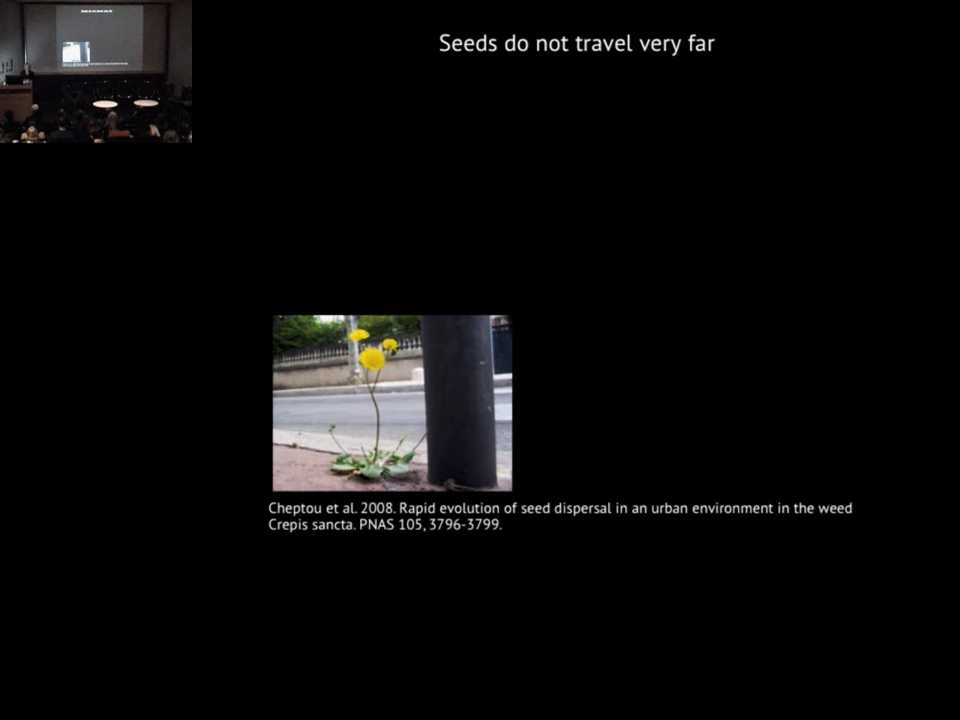 Seeds do not travel very far
Cheptou et al. 2008. Rapid evolution of seed dispersal in an urban environment in the weed
Crepis sancta. PNAS 105, 3796-3799.